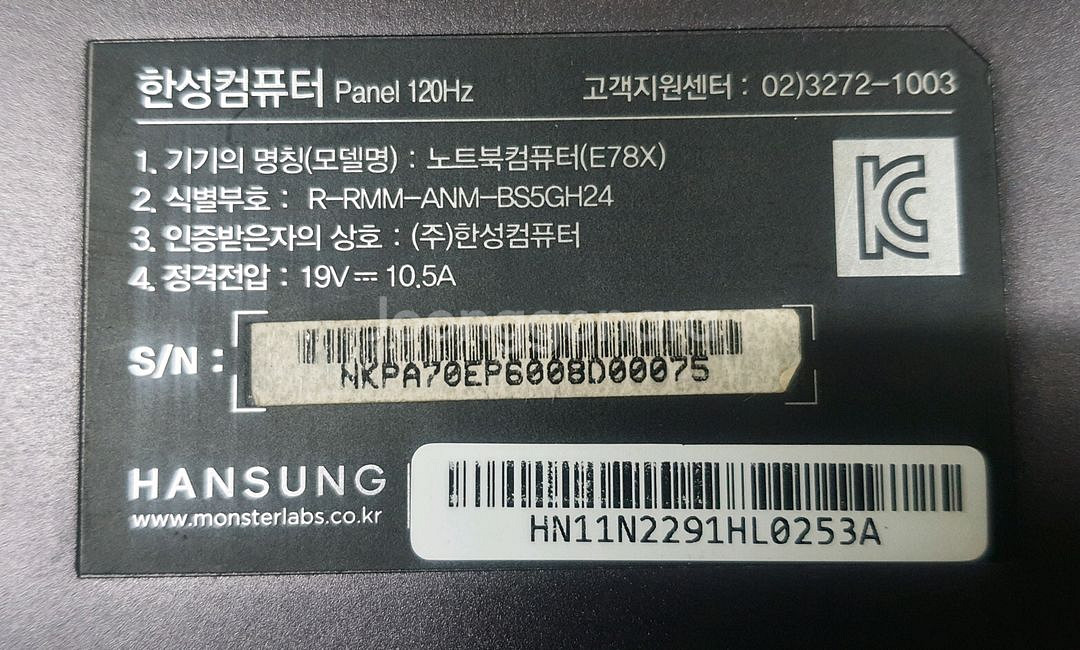 한성컴퓨터 Panel 120Hz
고객지원센터 : 02)3272-1003
1. 기기의 명칭(모델명) : 노트북컴퓨터(E78X)
2. 식별부호 : R-RMM-ANM-BS5GH24
3. 인증받은자의 상호 : (주)한성컴퓨터
4. 정격전압 : 19V⎓10.5A
S/N :
NKPA70EP6008D00075
HANSUNG
www.monsterlabs.co.kr
HN11N2291HL0253A